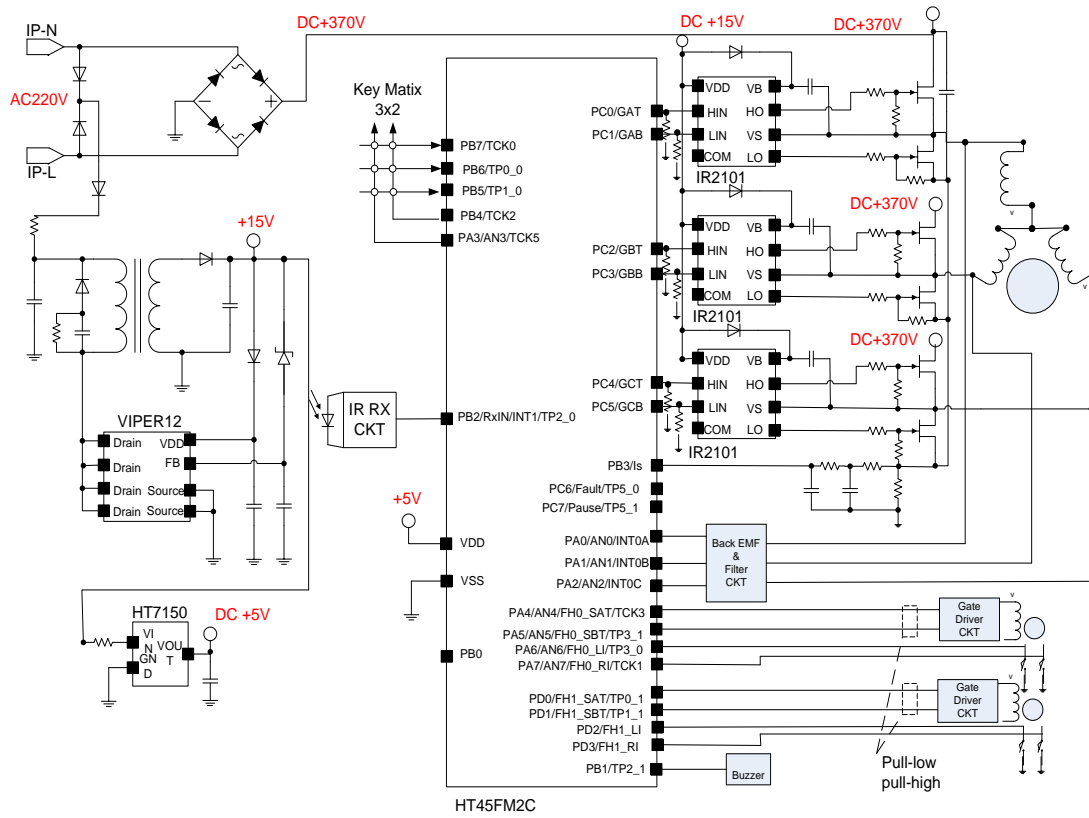 IP-N
DC+370V
AC220V
IP-L
+15V
VIPER12
Drain
Drain
Drain
Drain
VDD
FB
Source
Source
HT7150
VI
N
GN
D
VOU
T
DC +5V
Key Matix
3x2
IR RX
CKT
+5V
PB7/TCK0
PB6/TP0_0
PB5/TP1_0
PB4/TCK2
PA3/AN3/TCK5
PB2/RxIN/INT1/TP2_0
VDD
VSS
PB0
PC0/GAT
PC1/GAB
PC2/GBT
PC3/GBB
PC4/GCT
PC5/GCB
PB3/Is
PC6/Fault/TP5_0
PC7/Pause/TP5_1
PA0/AN0/INT0A
PA1/AN1/INT0B
PA2/AN2/INT0C
PA4/AN4/FH0_SAT/TCK3
PA5/AN5/FH0_SBT/TP3_1
PA6/AN6/FH0_LI/TP3_0
PA7/AN7/FH0_RI/TCK1
PD0/FH1_SAT/TP0_1
PD1/FH1_SBT/TP1_1
PD2/FH1_LI
PD3/FH1_RI
PB1/TP2_1
HT45FM2C
DC +15V
DC+370V
VDD
HIN
LIN
COM
VB
HO
VS
LO
IR2101
DC+370V
VDD
HIN
LIN
COM
VB
HO
VS
LO
IR2101
DC+370V
VDD
HIN
LIN
COM
VB
HO
VS
LO
IR2101
v
v
v
Back EMF
&
Filter
CKT
Gate
Driver
CKT
v
Gate
Driver
CKT
v
Pull-low
pull-high
Buzzer